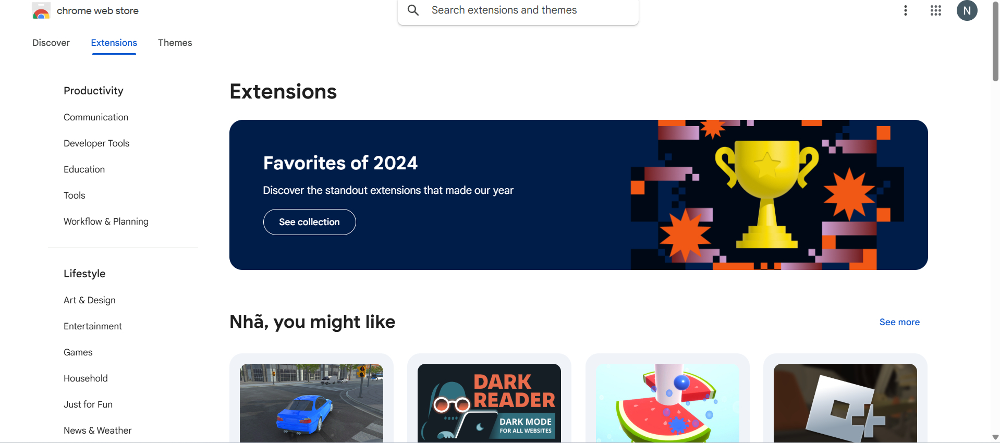 chrome web store
Search extensions and themes
N
Discover
Extensions
Themes
Productivity
Communication
Developer Tools
Education
Tools
Workflow & Planning
Lifestyle
Art & Design
Entertainment
Games
Household
Just for Fun
News & Weather
Extensions
Favorites of 2024
Discover the standout extensions that made our year
See collection
Nhã, you might like
See more
DARK
READER
DARK MODE
FOR ALL WEBSITES